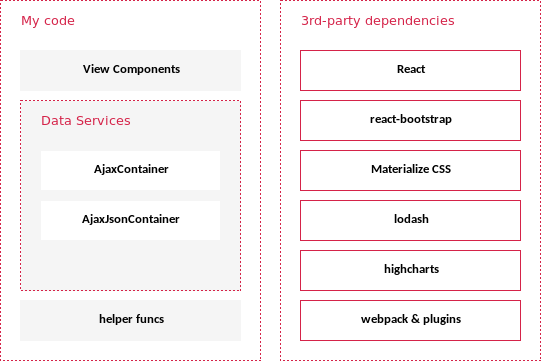 My code
View Components
Data Services
AjaxContainer
AjaxJsonContainer
helper funcs
3rd-party dependencies
React
react-bootstrap
Materialize CSS
lodash
highcharts
webpack & plugins